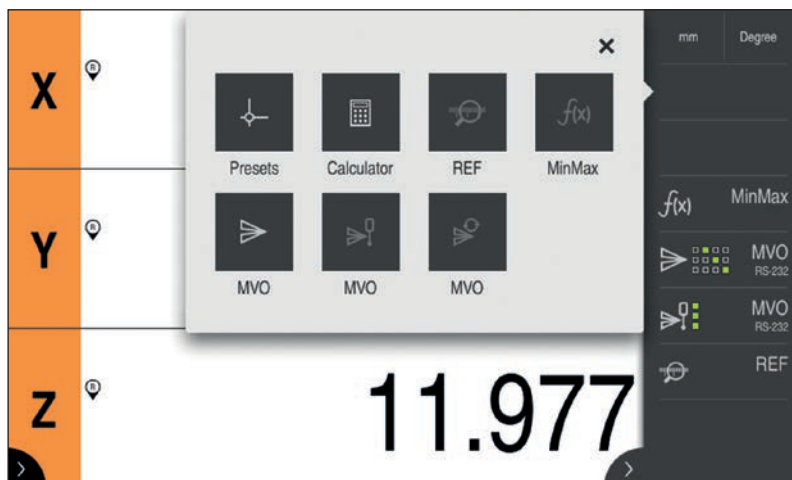 mm Degree
X R
Presets Calculator REF MinMax
f(x) MinMax
Y R
MVO MVO MVO
MVO
RS-232
MVO
RS-232
REF
Z R 11.977